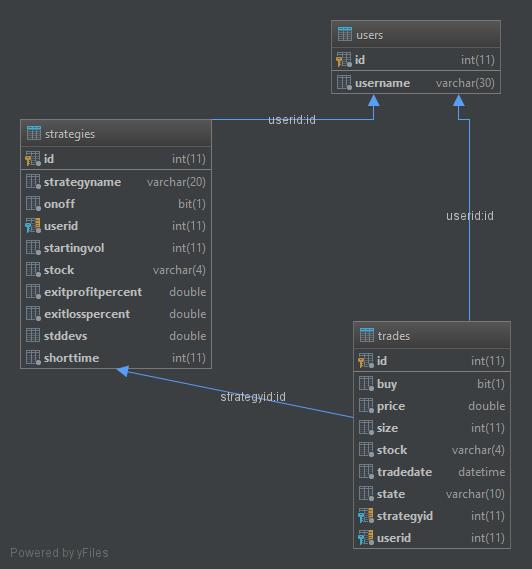 users
id int(11)
username varchar(30)
userid:id
strategies
id int(11)
strategyname varchar(20)
onoff bit(1)
userid int(11)
startingvol int(11)
stock varchar(4)
exitprofitpercent double
exitlosspercent double
stddevs double
shorttime int(11)
userid:id
strategyid:id
trades
id int(11)
buy bit(1)
price double
size int(11)
stock varchar(4)
tradedate datetime
state varchar(10)
strategyid int(11)
userid int(11)
Powered by yFiles